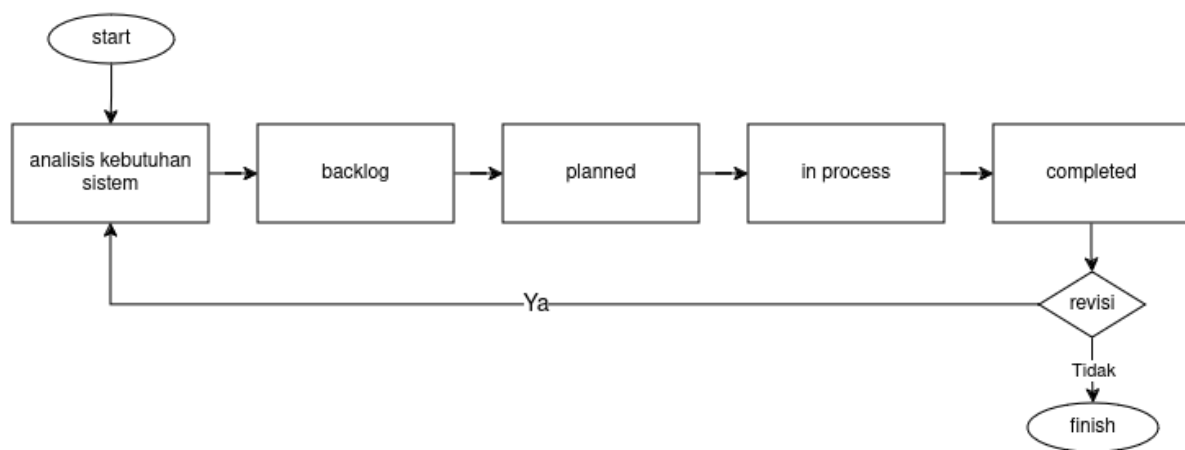 start
analisis kebutuhan
sistem
backlog
planned
in process
completed
revisi
Ya
Tidak
finish